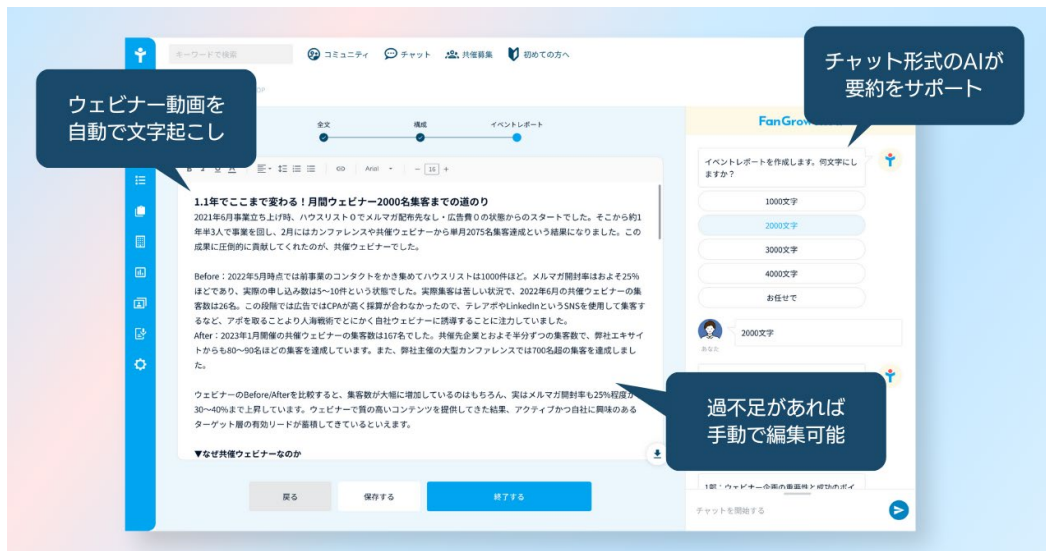 キーワードで検索
コミュニティ
チャット
共催募集
初めての方へ
チャット形式のAIが
要約をサポート
ウェビナー動画を
自動で文字起こし
OP
全文
構成
イベントレポート
FanGrow
B I U A
Arial
− 16 +
1.1年でここまで変わる！月間ウェビナー2000名集客までの道のり
2021年6月事業立ち上げ時、ハウスリスト０でメルマガ配布先なし・広告費０の状態からのスタートでした。そこから約1
年半3人で事業を回し、2月にはカンファレンスや共催ウェビナーから単月2075名集客達成という結果になりました。この
成果に圧倒的に貢献してくれたのが、共催ウェビナーでした。
Before：2022年5月時点では前事業のコンタクトをかき集めてハウスリストは1000件ほど。メルマガ開封率はおよそ25%
ほどであり、実際の申し込み数は5〜10件という状態でした。実際集客は苦しい状況で、2022年6月の共催ウェビナーの集
客数は26名。この段階では広告ではCPAが高く採算が合わなかったので、テレアポやLinkedInというSNSを使用して集客す
るなど、アポを取ることより人海戦術でとにかく自社ウェビナーに誘導することに注力していました。
After：2023年1月開催の共催ウェビナーの集客数は167名でした。共催先企業とおよそ半分ずつの集客数で、弊社エキサイ
トからも80〜90名ほどの集客を達成しています。また、弊社主催の大型カンファレンスでは700名超の集客を達成しまし
た。
ウェビナーのBefore/Afterを比較すると、集客数が大幅に増加しているのはもちろん、実はメルマガ開封率も25%程度か
30〜40%まで上昇しています。ウェビナーで質の高いコンテンツを提供してきた結果、アクティブかつ自社に興味のある
ターゲット層の有効リードが蓄積してきているといえます。
▼なぜ共催ウェビナーなのか
戻る
保存する
終了する
イベントレポートを作成します。何文字にし
ますか？
1000文字
2000文字
3000文字
4000文字
お任せで
2000文字
あなた
過不足があれば
手動で編集可能
1部：ウェビナー企画の重要性と成功のポイ
チャットを開始する